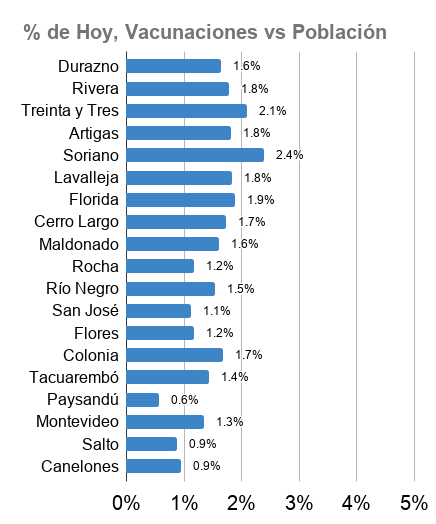 % de Hoy, Vacunaciones vs Población
Durazno 1.6%
Rivera 1.8%
Treinta y Tres 2.1%
Artigas 1.8%
Soriano 2.4%
Lavalleja 1.8%
Florida 1.9%
Cerro Largo 1.7%
Maldonado 1.6%
Rocha 1.2%
Río Negro 1.5%
San José 1.1%
Flores 1.2%
Colonia 1.7%
Tacuarembó 1.4%
Paysandú 0.6%
Montevideo 1.3%
Salto 0.9%
Canelones 0.9%
0% 1% 2% 3% 4% 5%